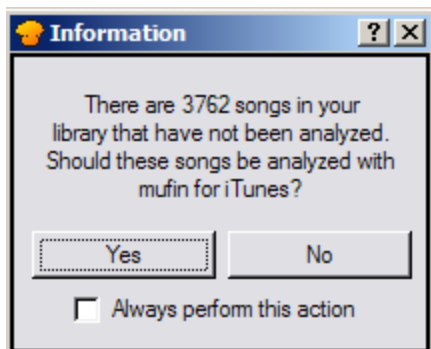 Information
There are 3762 songs in your
library that have not been analyzed.
Should these songs be analyzed with
mufin for iTunes?
Yes No
Always perform this action